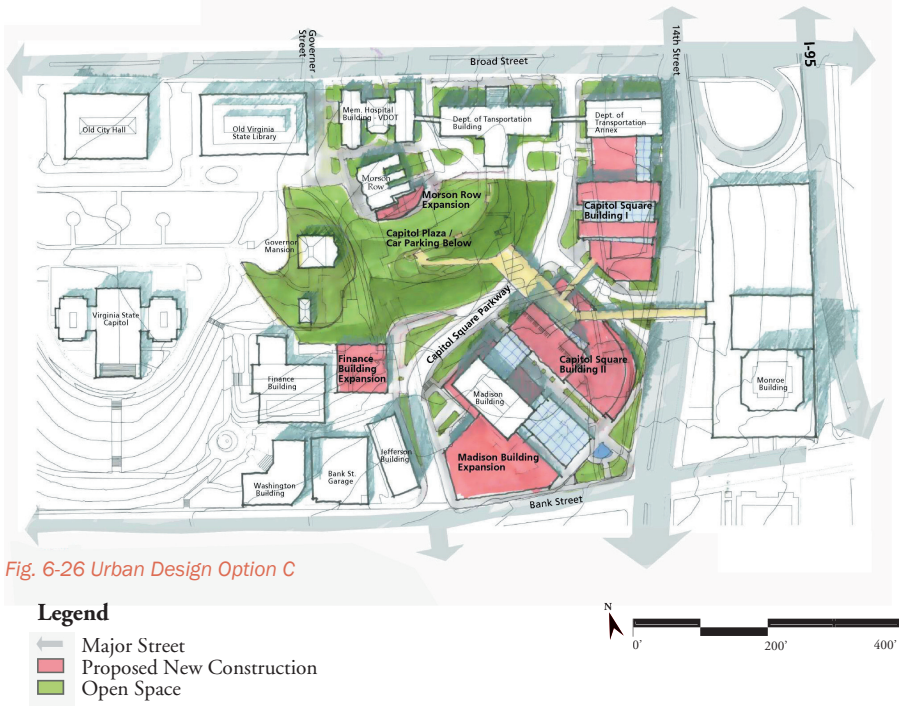 Governor
Street
Broad Street
14th Street
I-95
Old City Hall
Old Virginia
State Library
Mem. Hospital
Building - VDOT
Dept. of Tansportation
Building
Dept. of
Transportation
Annex
Morson
Row
Morson Row
Expansion
Capitol Square
Building I
Capitol Plaza /
Car Parking Below
Governor
Mansion
Virginia State
Capitol
Capitol Square Parkway
Finance
Building
Expansion
Finance
Building
Capitol Square
Building II
Madison
Building
Monroe
Building
Jefferson
Building
Madison Building
Expansion
Washington
Building
Bank St.
Garage
Bank Street
Fig. 6-26 Urban Design Option C
Legend
Major Street
Proposed New Construction
Open Space
N
0'
200'
400'